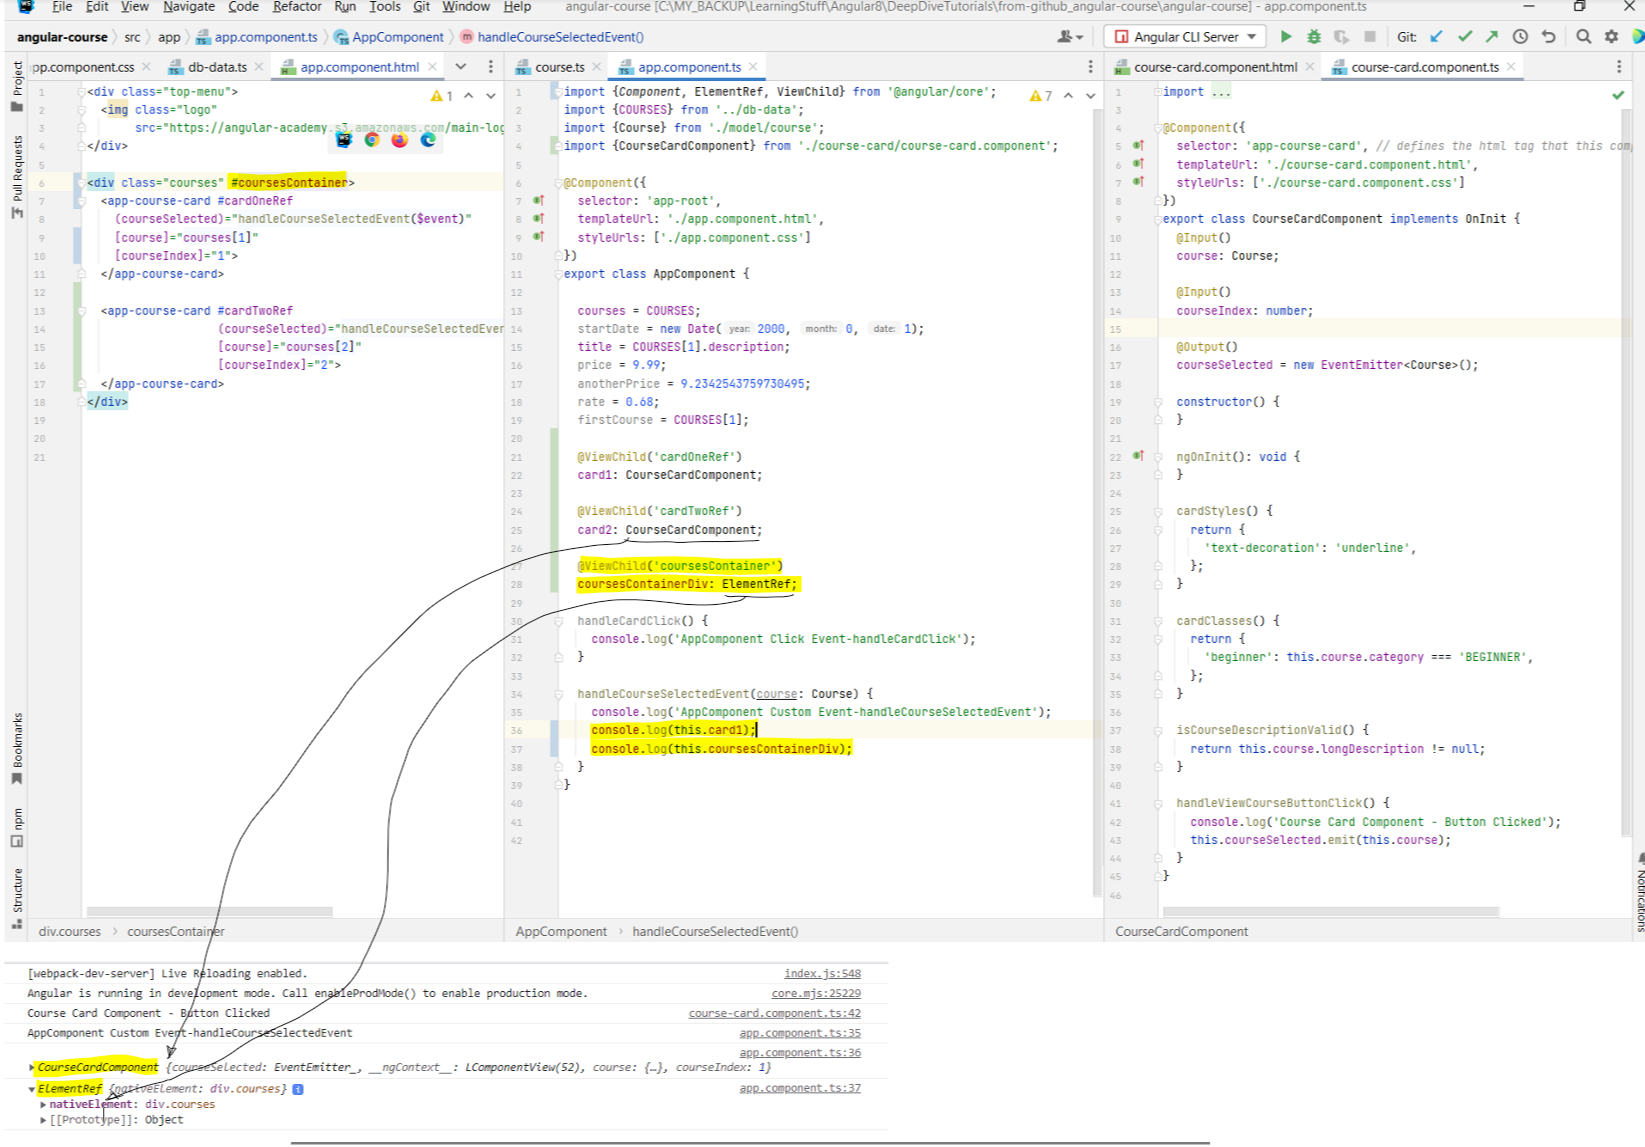 File Edit View Navigate Code Refactor Run Tools Git Window Help angular-course [C:\MY_BACKUP\LearningStuff\Angular8\DeepDiveTutorials\from-github_angular-course\angular-course] - app.component.ts
angular-course src app app.component.ts AppComponent handleCourseSelectedEvent() Angular CLI Server Git:
Project
Pull Requests
Bookmarks
npm
Structure
pp.component.css db-data.ts app.component.html
1 <div class="top-menu">
2 <img class="logo"
3 src="https://angular-academy.s3.amazonaws.com/main-log
4 </div>
5
6 <div class="courses" #coursesContainer>
7 <app-course-card #cardOneRef
8 (courseSelected)="handleCourseSelectedEvent($event)"
9 [course]="courses[1]"
10 [courseIndex]="1">
11 </app-course-card>
12
13 <app-course-card #cardTwoRef
14 (courseSelected)="handleCourseSelectedEver
15 [course]="courses[2]"
16 [courseIndex]="2">
17 </app-course-card>
18 </div>
19
20
21
1
div.courses coursesContainer
course.ts app.component.ts
7
1 import {Component, ElementRef, ViewChild} from '@angular/core';
2 import {COURSES} from '../db-data';
3 import {Course} from './model/course';
4 import {CourseCardComponent} from './course-card/course-card.component';
5
6 @Component({
7 selector: 'app-root',
8 templateUrl: './app.component.html',
9 styleUrls: ['./app.component.css']
10 })
11 export class AppComponent {
12
13 courses = COURSES;
14 startDate = new Date( year: 2000, month: 0, date: 1);
15 title = COURSES[1].description;
16 price = 9.99;
17 anotherPrice = 9.2342543759730495;
18 rate = 0.68;
19 firstCourse = COURSES[1];
20
21 @ViewChild('cardOneRef')
22 card1: CourseCardComponent;
23
24 @ViewChild('cardTwoRef')
25 card2: CourseCardComponent;
26
27 @ViewChild('coursesContainer')
28 coursesContainerDiv: ElementRef;
29
30 handleCardClick() {
31 console.log('AppComponent Click Event-handleCardClick');
32 }
33
34 handleCourseSelectedEvent(course: Course) {
35 console.log('AppComponent Custom Event-handleCourseSelectedEvent');
36 console.log(this.card1);
37 console.log(this.coursesContainerDiv);
38 }
39 }
40
41
42
AppComponent handleCourseSelectedEvent()
course-card.component.html course-card.component.ts
1 import ...
3
4 @Component({
5 selector: 'app-course-card', // defines the html tag that this com
6 templateUrl: './course-card.component.html',
7 styleUrls: ['./course-card.component.css']
8 })
9 export class CourseCardComponent implements OnInit {
10 @Input()
11 course: Course;
12
13 @Input()
14 courseIndex: number;
15
16 @Output()
17 courseSelected = new EventEmitter<Course>();
18
19 constructor() {
20 }
21
22 ngOnInit(): void {
23 }
24
25 cardStyles() {
26 return {
27 'text-decoration': 'underline',
28 };
29 }
30
31 cardClasses() {
32 return {
33 'beginner': this.course.category === 'BEGINNER',
34 };
35 }
36
37 isCourseDescriptionValid() {
38 return this.course.longDescription != null;
39 }
40
41 handleViewCourseButtonClick() {
42 console.log('Course Card Component - Button Clicked');
43 this.courseSelected.emit(this.course);
44 }
45 }
46
CourseCardComponent
Notifications
[webpack-dev-server] Live Reloading enabled. index.js:548
Angular is running in development mode. Call enableProdMode() to enable production mode. core.mjs:25229
Course Card Component - Button Clicked course-card.component.ts:42
AppComponent Custom Event-handleCourseSelectedEvent app.component.ts:35
app.component.ts:36
CourseCardComponent {courseSelected: EventEmitter_, __ngContext__: LComponentView(52), course: {…}, courseIndex: 1}
ElementRef {nativeElement: div.courses} app.component.ts:37
nativeElement: div.courses
[[Prototype]]: Object